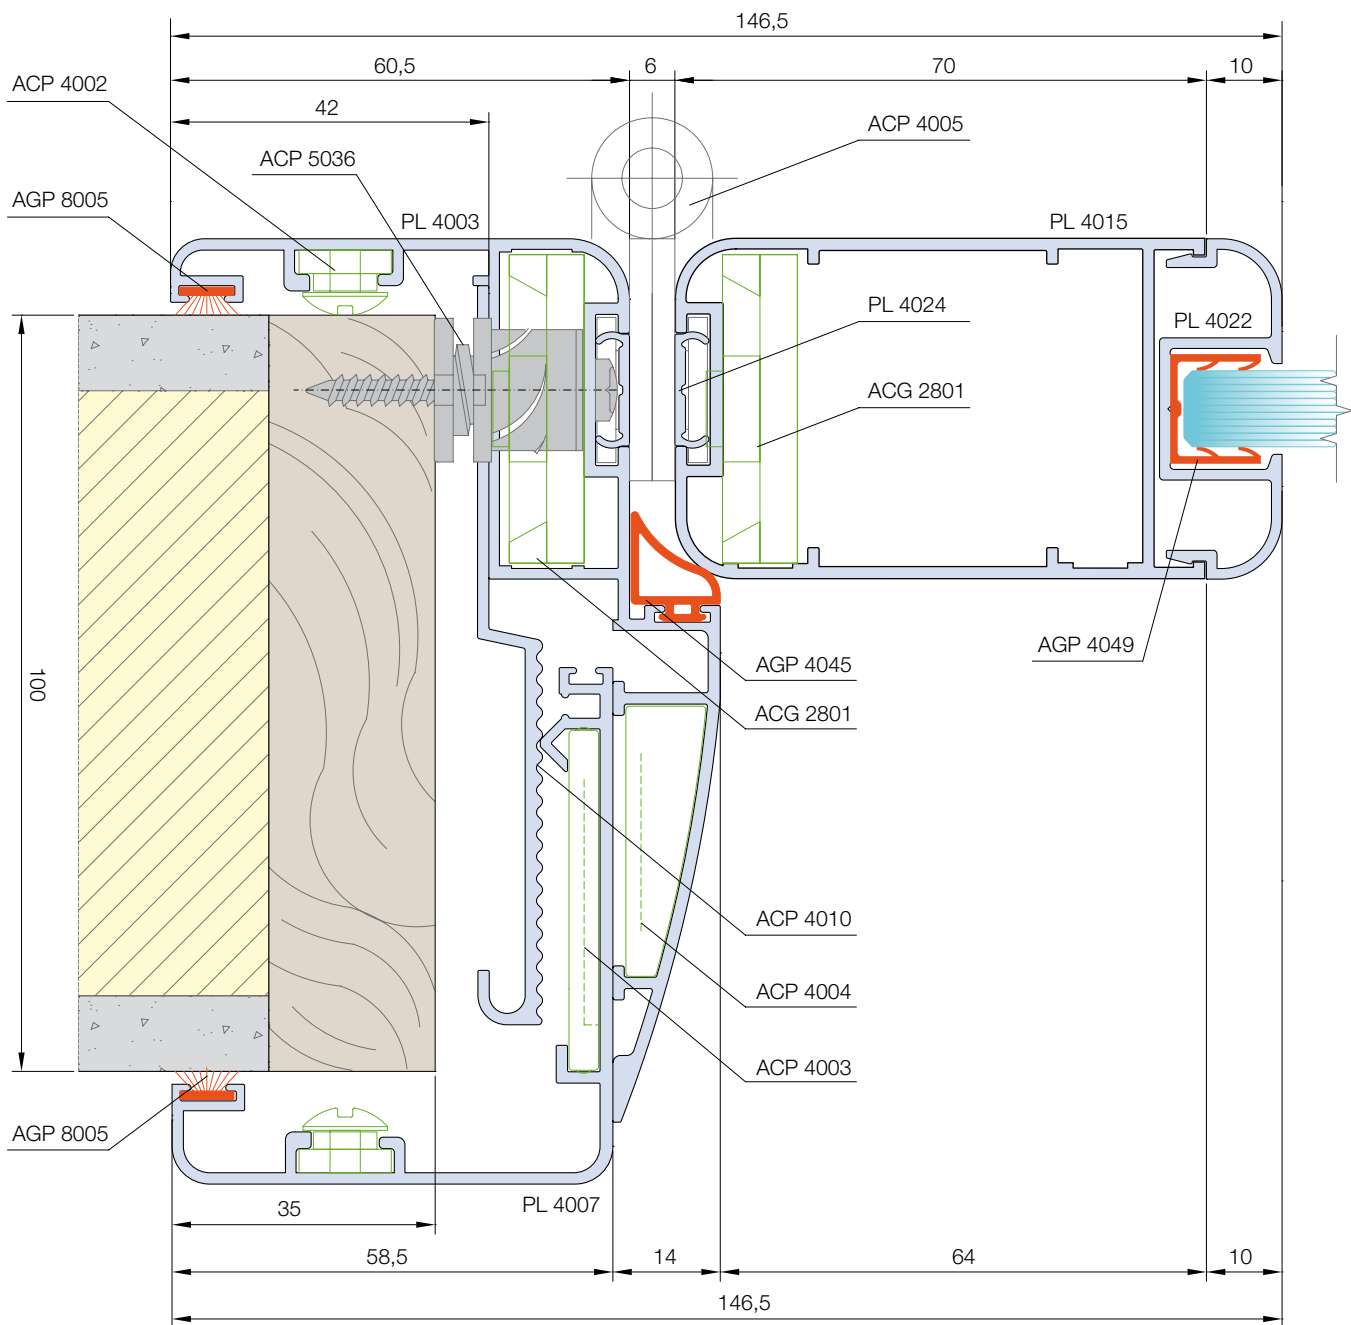 146,5
60,5
6
70
10
ACP 4002
42
ACP 4005
ACP 5036
AGP 8005
PL 4003
PL 4015
PL 4024
PL 4022
ACG 2801
100
AGP 4049
AGP 4045
ACG 2801
ACP 4010
ACP 4004
ACP 4003
AGP 8005
PL 4007
35
58,5
14
64
10
146,5